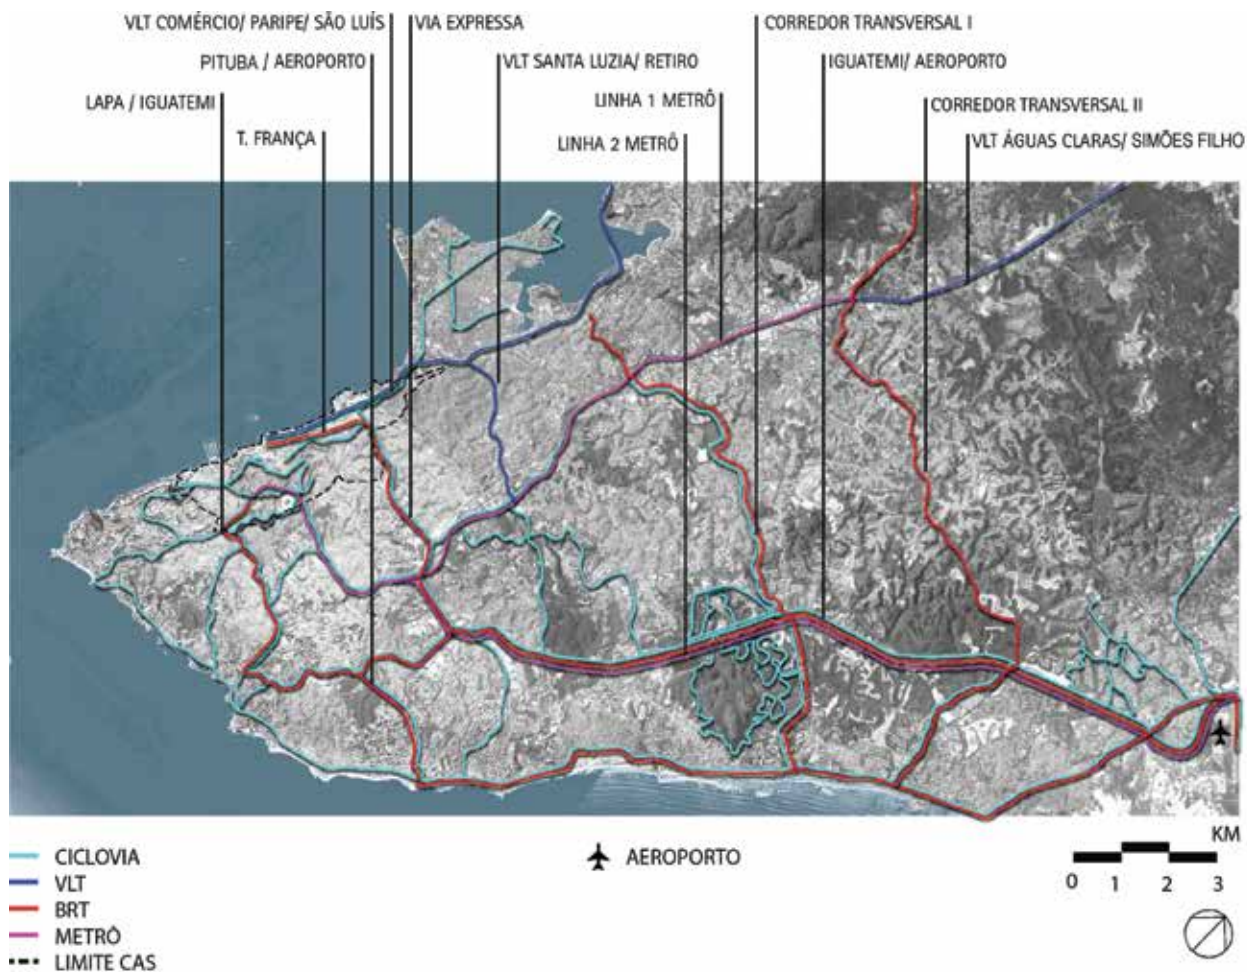 VLT COMÉRCIO/ PARIPE/ SÃO LUÍS
VIA EXPRESSA
CORREDOR TRANSVERSAL I
PITUBA / AEROPORTO
VLT SANTA LUZIA/ RETIRO
IGUATEMI/ AEROPORTO
LAPA / IGUATEMI
LINHA 1 METRÔ
CORREDOR TRANSVERSAL II
T. FRANÇA
LINHA 2 METRÔ
VLT ÁGUAS CLARAS/ SIMÕES FILHO
CICLOVIA
VLT
BRT
METRÔ
LIMITE CAS
AEROPORTO
KM
0 1 2 3